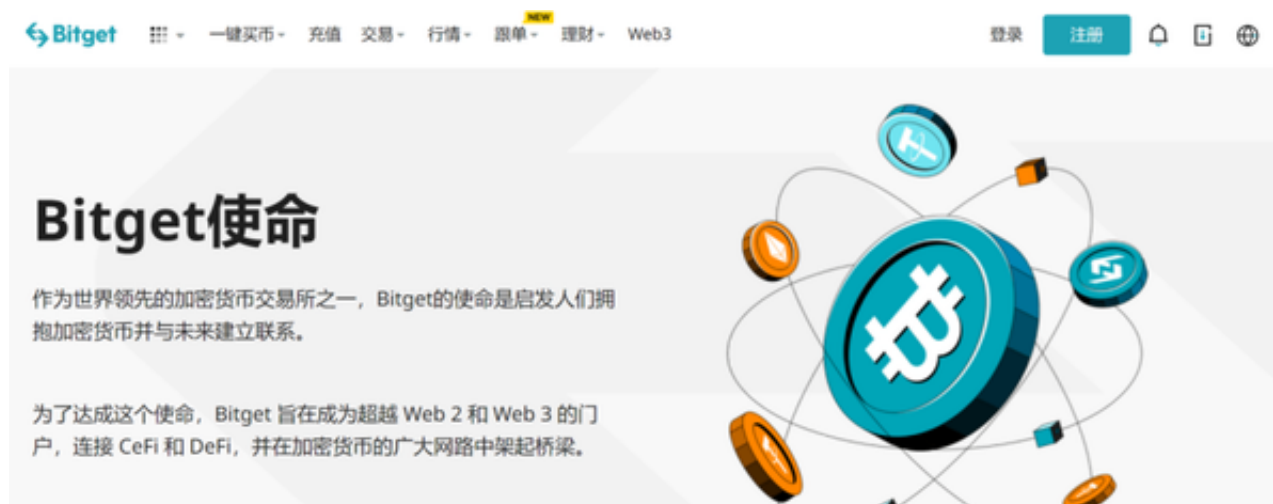 Bitget 一键买币 充值 交易 行情 跟单 NEW 理财 Web3 登录 注册
Bitget使命
作为世界领先的加密货币交易所之一，Bitget的使命是启发人们拥
抱加密货币并与未来建立联系。
为了达成这个使命，Bitget 旨在成为超越 Web 2 和 Web 3 的门
户，连接 CeFi 和 DeFi，并在加密货币的广大网路中架起桥梁。